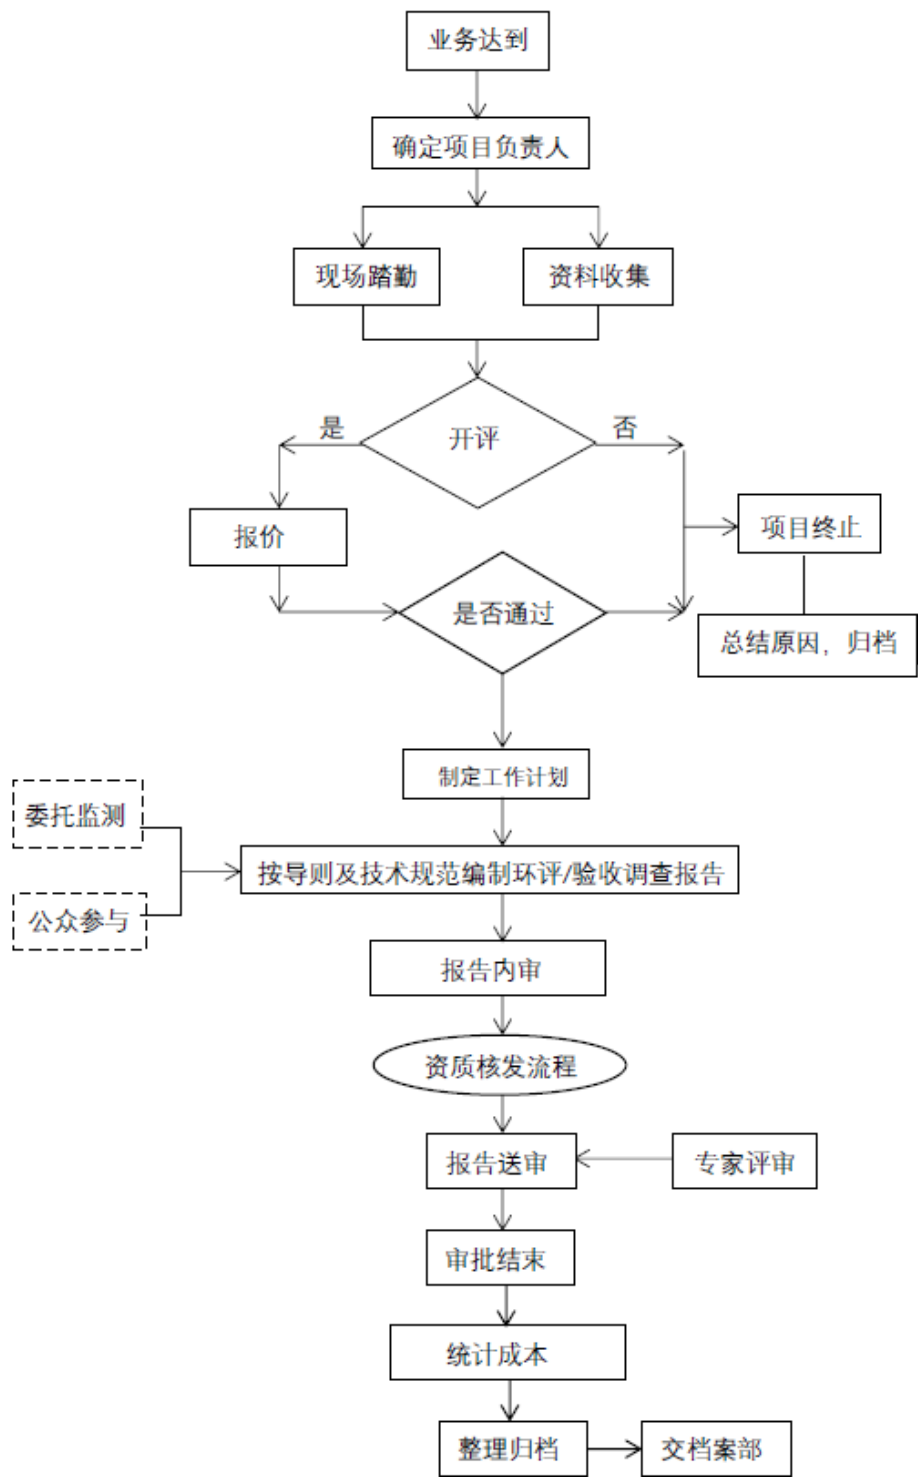 业务达到
确定项目负责人
现场踏勤
资料收集
是
开评
否
报价
项目终止
是否通过
总结原因，归档
制定工作计划
委托监测
按导则及技术规范编制环评/验收调查报告
公众参与
报告内审
资质核发流程
报告送审
专家评审
审批结束
统计成本
整理归档
交档案部